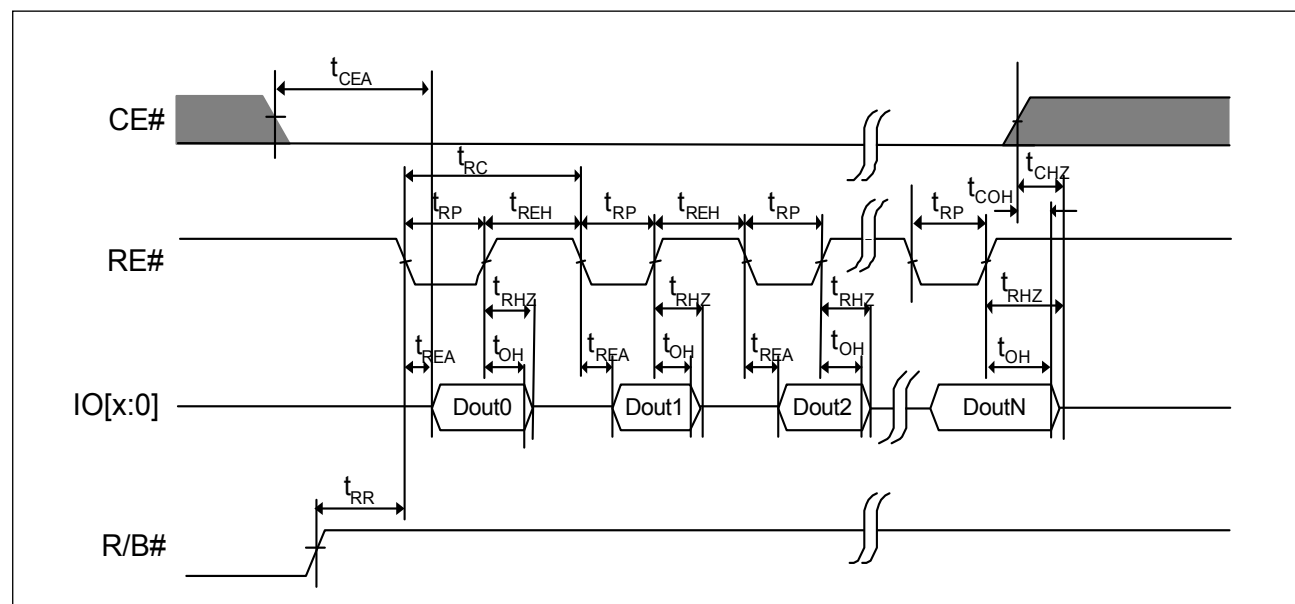 tCEA
CE#
tRC
tCHZ
tCOH
tRP tREH tRP tREH tRP tRP
RE#
tRHZ tRHZ tRHZ tRHZ
tREA tOH tREA tOH tREA tOH tOH
IO[x:0] Dout0 Dout1 Dout2 DoutN
tRR
R/B#